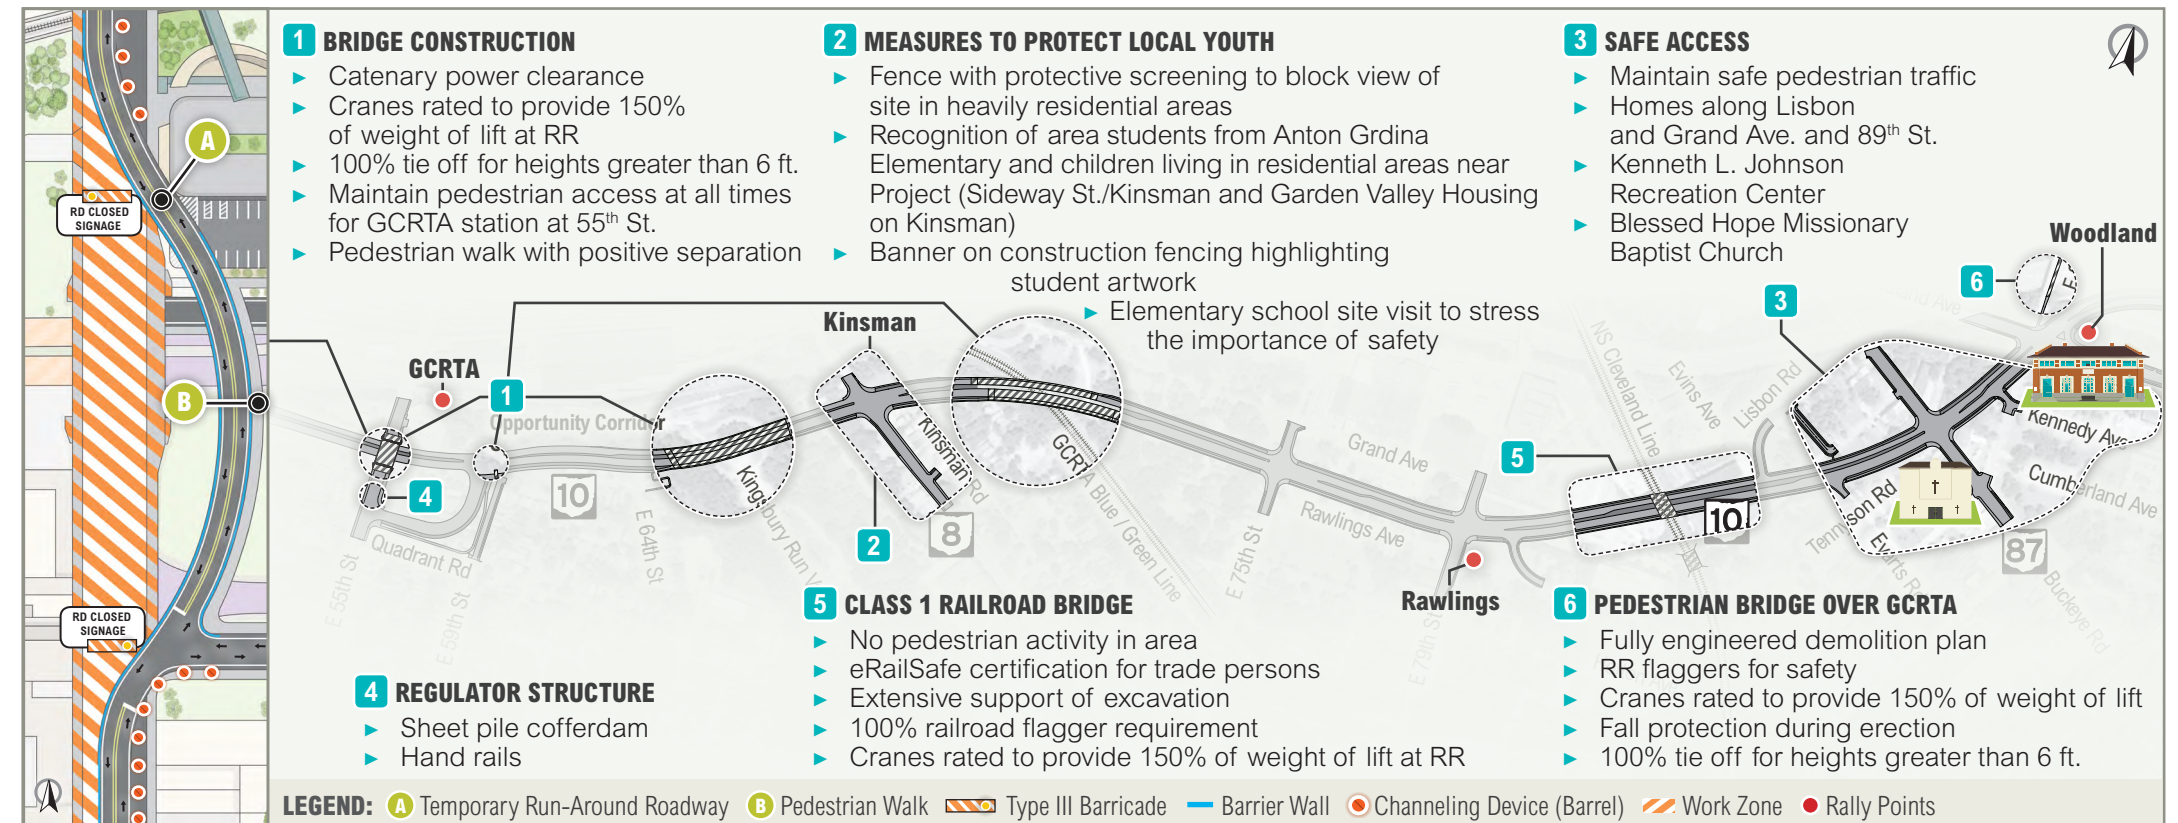 1 BRIDGE CONSTRUCTION
► Catenary power clearance
► Cranes rated to provide 150%
of weight of lift at RR
► 100% tie off for heights greater than 6 ft.
► Maintain pedestrian access at all times
for GCRTA station at 55th St.
► Pedestrian walk with positive separation
2 MEASURES TO PROTECT LOCAL YOUTH
► Fence with protective screening to block view of
site in heavily residential areas
► Recognition of area students from Anton Grdina
Elementary and children living in residential areas near
Project (Sideway St./Kinsman and Garden Valley Housing
on Kinsman)
► Banner on construction fencing highlighting
student artwork
► Elementary school site visit to stress
the importance of safety
3 SAFE ACCESS
► Maintain safe pedestrian traffic
► Homes along Lisbon
and Grand Ave. and 89th St.
► Kenneth L. Johnson
Recreation Center
► Blessed Hope Missionary
Baptist Church
A
RD CLOSED
SIGNAGE
B
RD CLOSED
SIGNAGE
Woodland
6
3
Kinsman
GCRTA
1
Opportunity Corridor
4
10
Quadrant Rd
E 55th St
E 59th St
E 64th St
Kingsbury Run V
Kinsman Rd
8
2
GCRTA Blue / Green Line
E 75th St
Grand Ave
Rawlings Ave
E 79th St
Rawlings
5
NS Cleveland Line
Evins Ave
Lisbon Rd
10
Tennyson Rd
Evarts Rd
Kennedy Ave
Cumberland Ave
87
Buckeye Rd
4 REGULATOR STRUCTURE
► Sheet pile cofferdam
► Hand rails
5 CLASS 1 RAILROAD BRIDGE
► No pedestrian activity in area
► eRailSafe certification for trade persons
► Extensive support of excavation
► 100% railroad flagger requirement
► Cranes rated to provide 150% of weight of lift at RR
6 PEDESTRIAN BRIDGE OVER GCRTA
► Fully engineered demolition plan
► RR flaggers for safety
► Cranes rated to provide 150% of weight of lift
► Fall protection during erection
► 100% tie off for heights greater than 6 ft.
LEGEND: A Temporary Run-Around Roadway B Pedestrian Walk Type III Barricade Barrier Wall Channeling Device (Barrel) Work Zone Rally Points